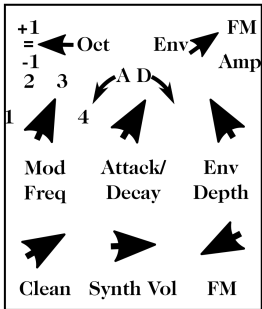 +1
= Oct
-1
Env FM
Amp
2 3
A D
1 4
Mod Freq
Attack/ Decay
Env Depth
Clean Synth Vol FM